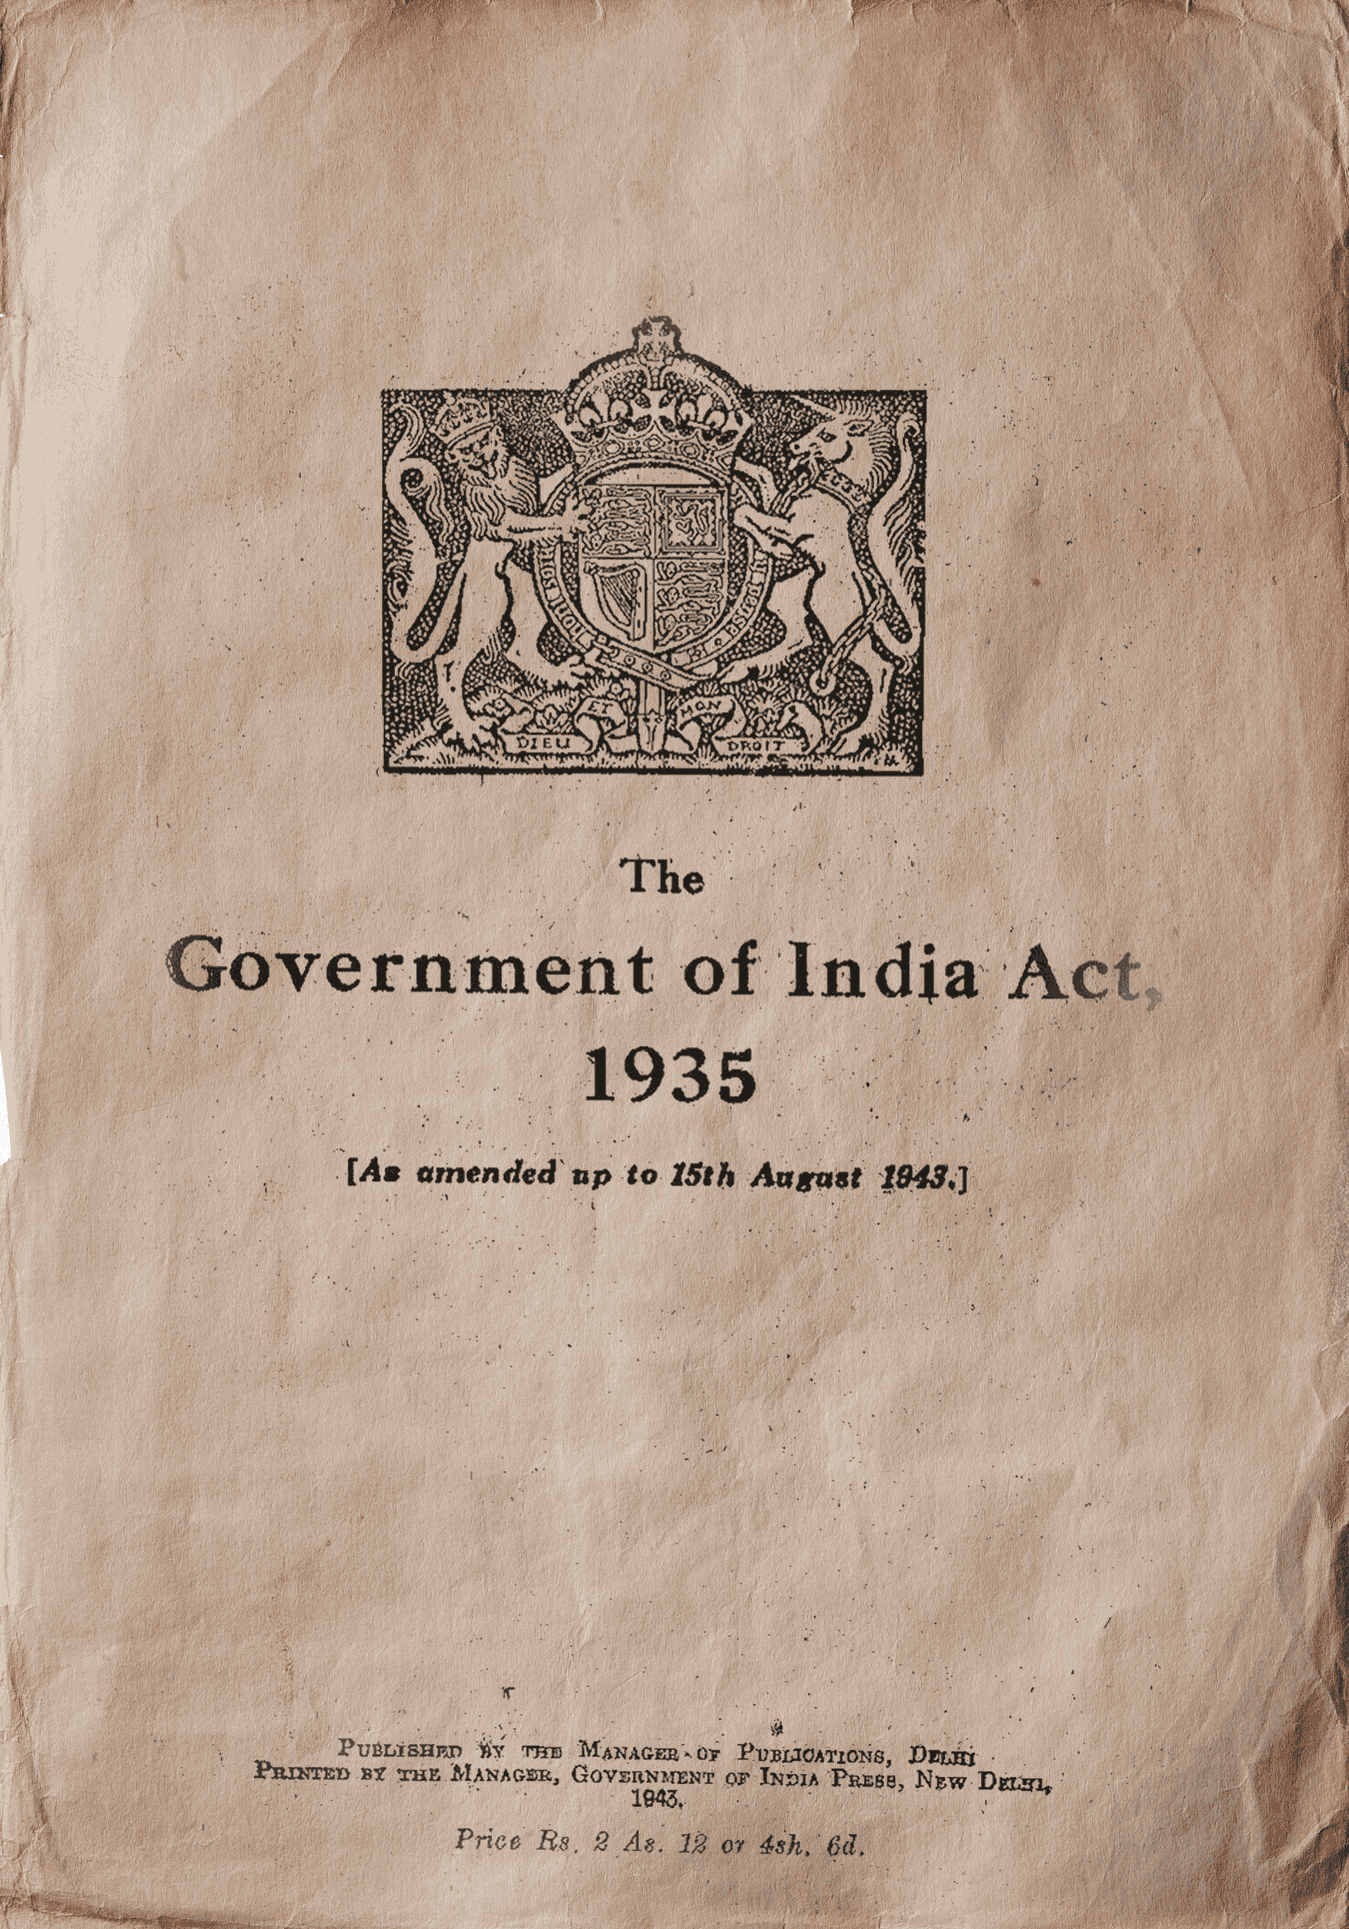 DIEU ET MON DROIT
The
Government of India Act,
1935
[As amended up to 15th August 1943.]
PUBLISHED BY THE MANAGER OF PUBLICATIONS, DELHI
PRINTED BY THE MANAGER, GOVERNMENT OF INDIA PRESS, NEW DELHI,
1943.
Price Rs. 2 As. 12 or 4sh. 6d.